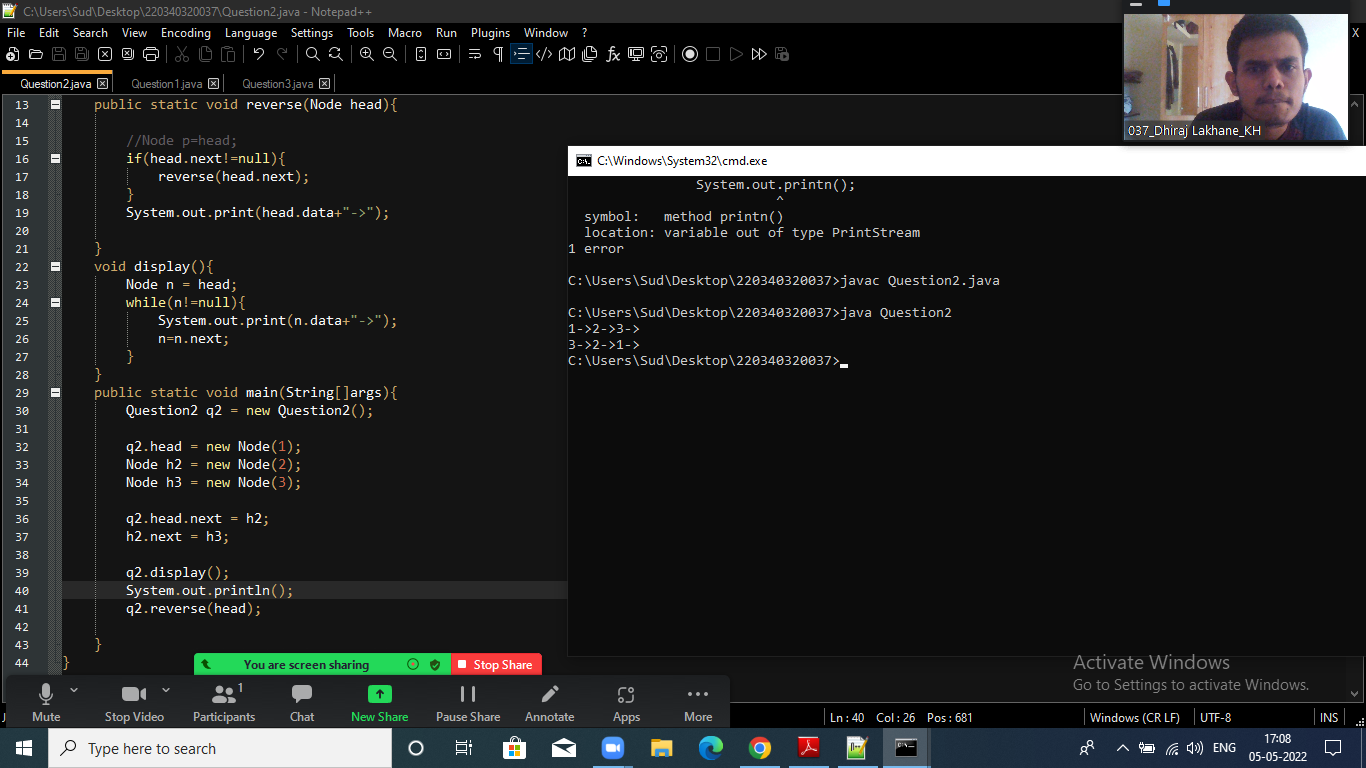 C:\Users\Sud\Desktop\220340320037\Question2.java - Notepad++
File Edit Search View Encoding Language Settings Tools Macro Run Plugins Window ? X
Question2.java Question1.java Question3.java
13 public static void reverse(Node head){
14
15 //Node p=head;
16 if(head.next!=null){
17 reverse(head.next);
18 }
19 System.out.print(head.data+"->");
20
21 }
22 void display(){
23 Node n = head;
24 while(n!=null){
25 System.out.print(n.data+"->");
26 n=n.next;
27 }
28 }
29 public static void main(String[]args){
30 Question2 q2 = new Question2();
31
32 q2.head = new Node(1);
33 Node h2 = new Node(2);
34 Node h3 = new Node(3);
35
36 q2.head.next = h2;
37 h2.next = h3;
38
39 q2.display();
40 System.out.println();
41 q2.reverse(head);
42
43 }
44 }
037_Dhiraj Lakhane_KH
C:\Windows\System32\cmd.exe
System.out.printn();
^
symbol: method printn()
location: variable out of type PrintStream
1 error
C:\Users\Sud\Desktop\220340320037>javac Question2.java
C:\Users\Sud\Desktop\220340320037>java Question2
1->2->3->
3->2->1->
C:\Users\Sud\Desktop\220340320037>
Activate Windows
Go to Settings to activate Windows.
You are screen sharing Stop Share
1
Mute Stop Video Participants Chat New Share Pause Share Annotate Apps More
Ln : 40 Col : 26 Pos : 681 Windows (CR LF) UTF-8 INS
Type here to search
ENG
17:08
05-05-2022